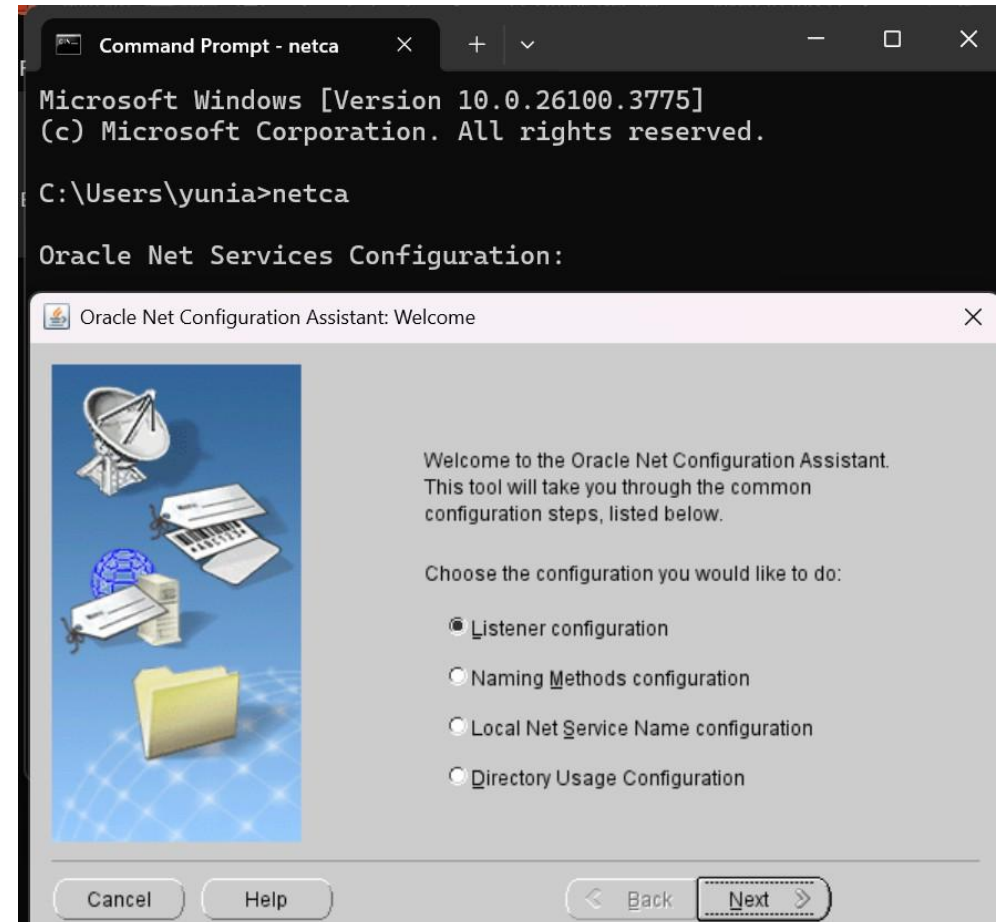 Command Prompt - netca
Microsoft Windows [Version 10.0.26100.3775]
(c) Microsoft Corporation. All rights reserved.
C:\Users\yunia>netca
Oracle Net Services Configuration:
Oracle Net Configuration Assistant: Welcome
Welcome to the Oracle Net Configuration Assistant.
This tool will take you through the common
configuration steps, listed below.
Choose the configuration you would like to do:
Listener configuration
Naming Methods configuration
Local Net Service Name configuration
Directory Usage Configuration
Cancel Help Back Next